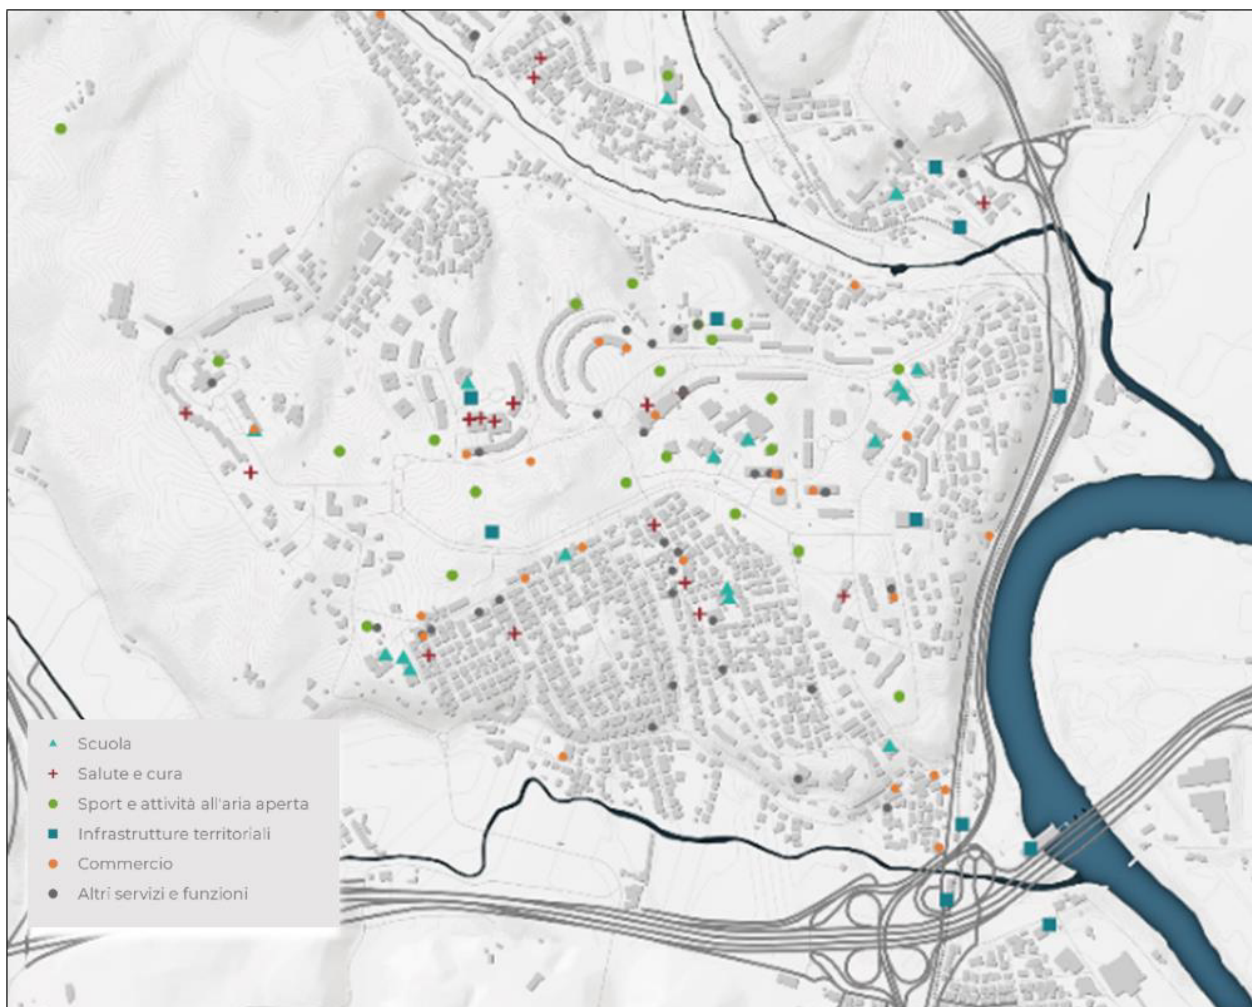 Scuola
Salute e cura
Sport e attività all'aria aperta
Infrastrutture territoriali
Commercio
Altri servizi e funzioni